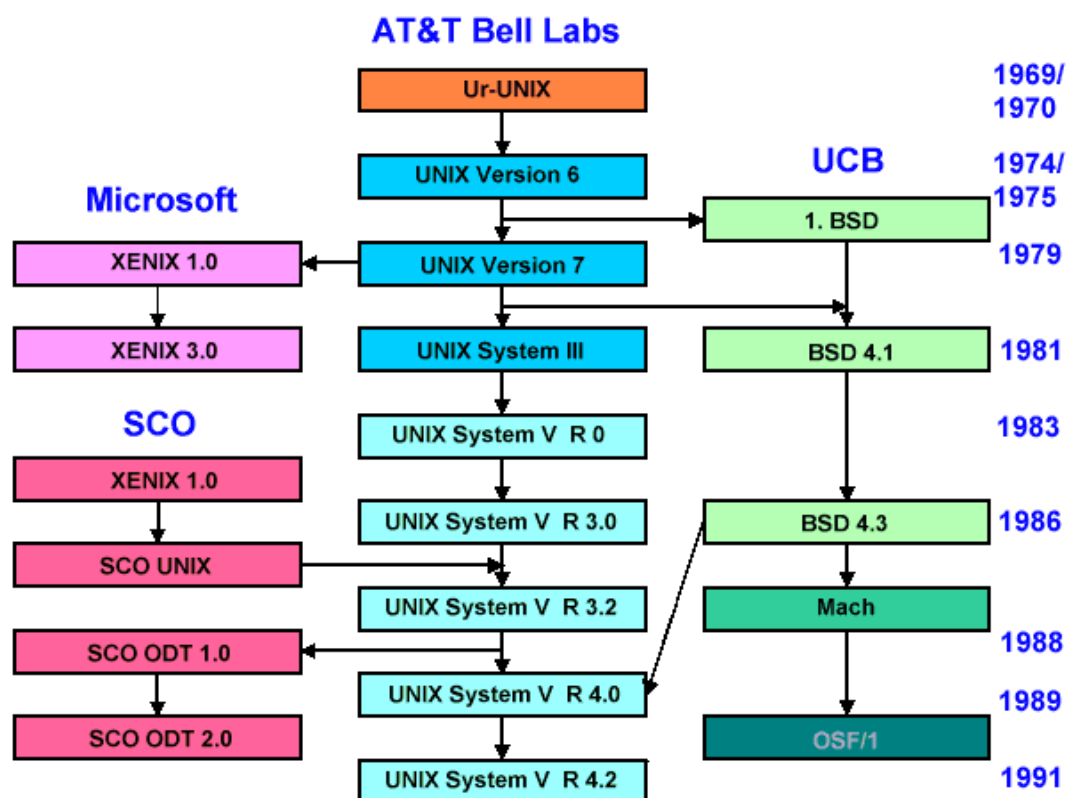 AT&T Bell Labs
Ur-UNIX
1969/
1970
UCB
UNIX Version 6
1974/
1975
Microsoft
1. BSD
XENIX 1.0
UNIX Version 7
1979
XENIX 3.0
UNIX System III
BSD 4.1
1981
SCO
UNIX System V R 0
1983
XENIX 1.0
UNIX System V R 3.0
BSD 4.3
1986
SCO UNIX
UNIX System V R 3.2
Mach
SCO ODT 1.0
1988
UNIX System V R 4.0
1989
SCO ODT 2.0
OSF/1
UNIX System V R 4.2
1991